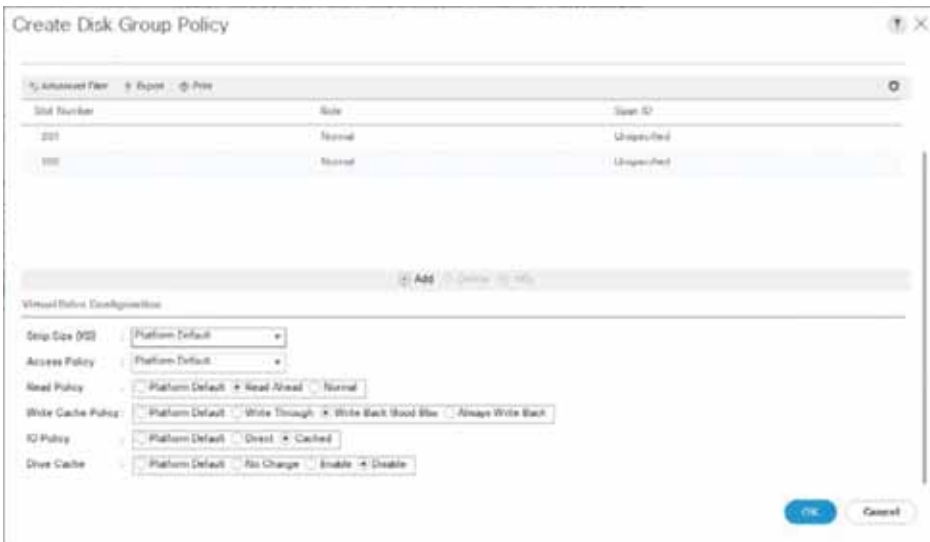 Create Disk Group Policy
Advanced Filter Export Print
Slot Number Role Span ID
201 Normal Unspecified
Normal Unspecified
Add Delete Info
Virtual Drive Configuration
Strip Size (KB) : Platform Default
Access Policy : Platform Default
Read Policy : Platform Default Read Ahead Normal
Write Cache Policy : Platform Default Write Through Write Back Good Bbu Always Write Back
IO Policy : Platform Default Direct Cached
Drive Cache : Platform Default No Change Enable Disable
OK Cancel